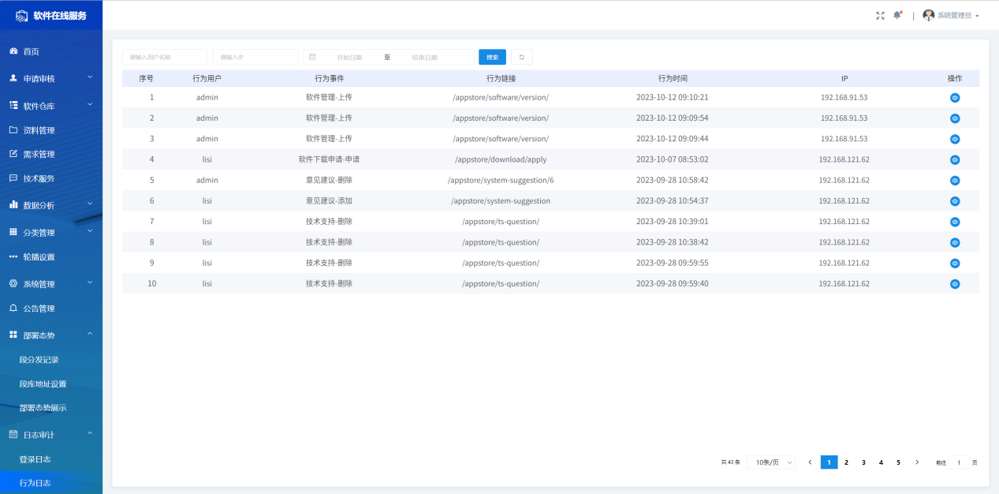 软件在线服务
系统管理员
首页
申请审核
软件仓库
资料管理
需求管理
技术服务
数据分析
分类管理
轮播设置
系统管理
公告管理
部署态势
段分发记录
段库地址设置
部署态势展示
日志审计
登录日志
行为日志
请输入用户名称 请输入IP 开始日期 至 结束日期 搜索
序号 行为用户 行为事件 行为链接 行为时间 IP 操作
1 admin 软件管理-上传 /appstore/software/version/ 2023-10-12 09:10:21 192.168.91.53
2 admin 软件管理-上传 /appstore/software/version/ 2023-10-12 09:09:54 192.168.91.53
3 admin 软件管理-上传 /appstore/software/version/ 2023-10-12 09:09:44 192.168.91.53
4 lisi 软件下载申请-申请 /appstore/download/apply 2023-10-07 08:53:02 192.168.121.62
5 admin 意见建议-删除 /appstore/system-suggestion/6 2023-09-28 10:58:42 192.168.121.62
6 lisi 意见建议-添加 /appstore/system-suggestion 2023-09-28 10:54:37 192.168.121.62
7 lisi 技术支持-删除 /appstore/ts-question/ 2023-09-28 10:39:01 192.168.121.62
8 lisi 技术支持-删除 /appstore/ts-question/ 2023-09-28 10:38:42 192.168.121.62
9 lisi 技术支持-删除 /appstore/ts-question/ 2023-09-28 09:59:55 192.168.121.62
10 lisi 技术支持-删除 /appstore/ts-question/ 2023-09-28 09:59:40 192.168.121.62
共 43 条 10条/页 1 2 3 4 5 前往 1 页